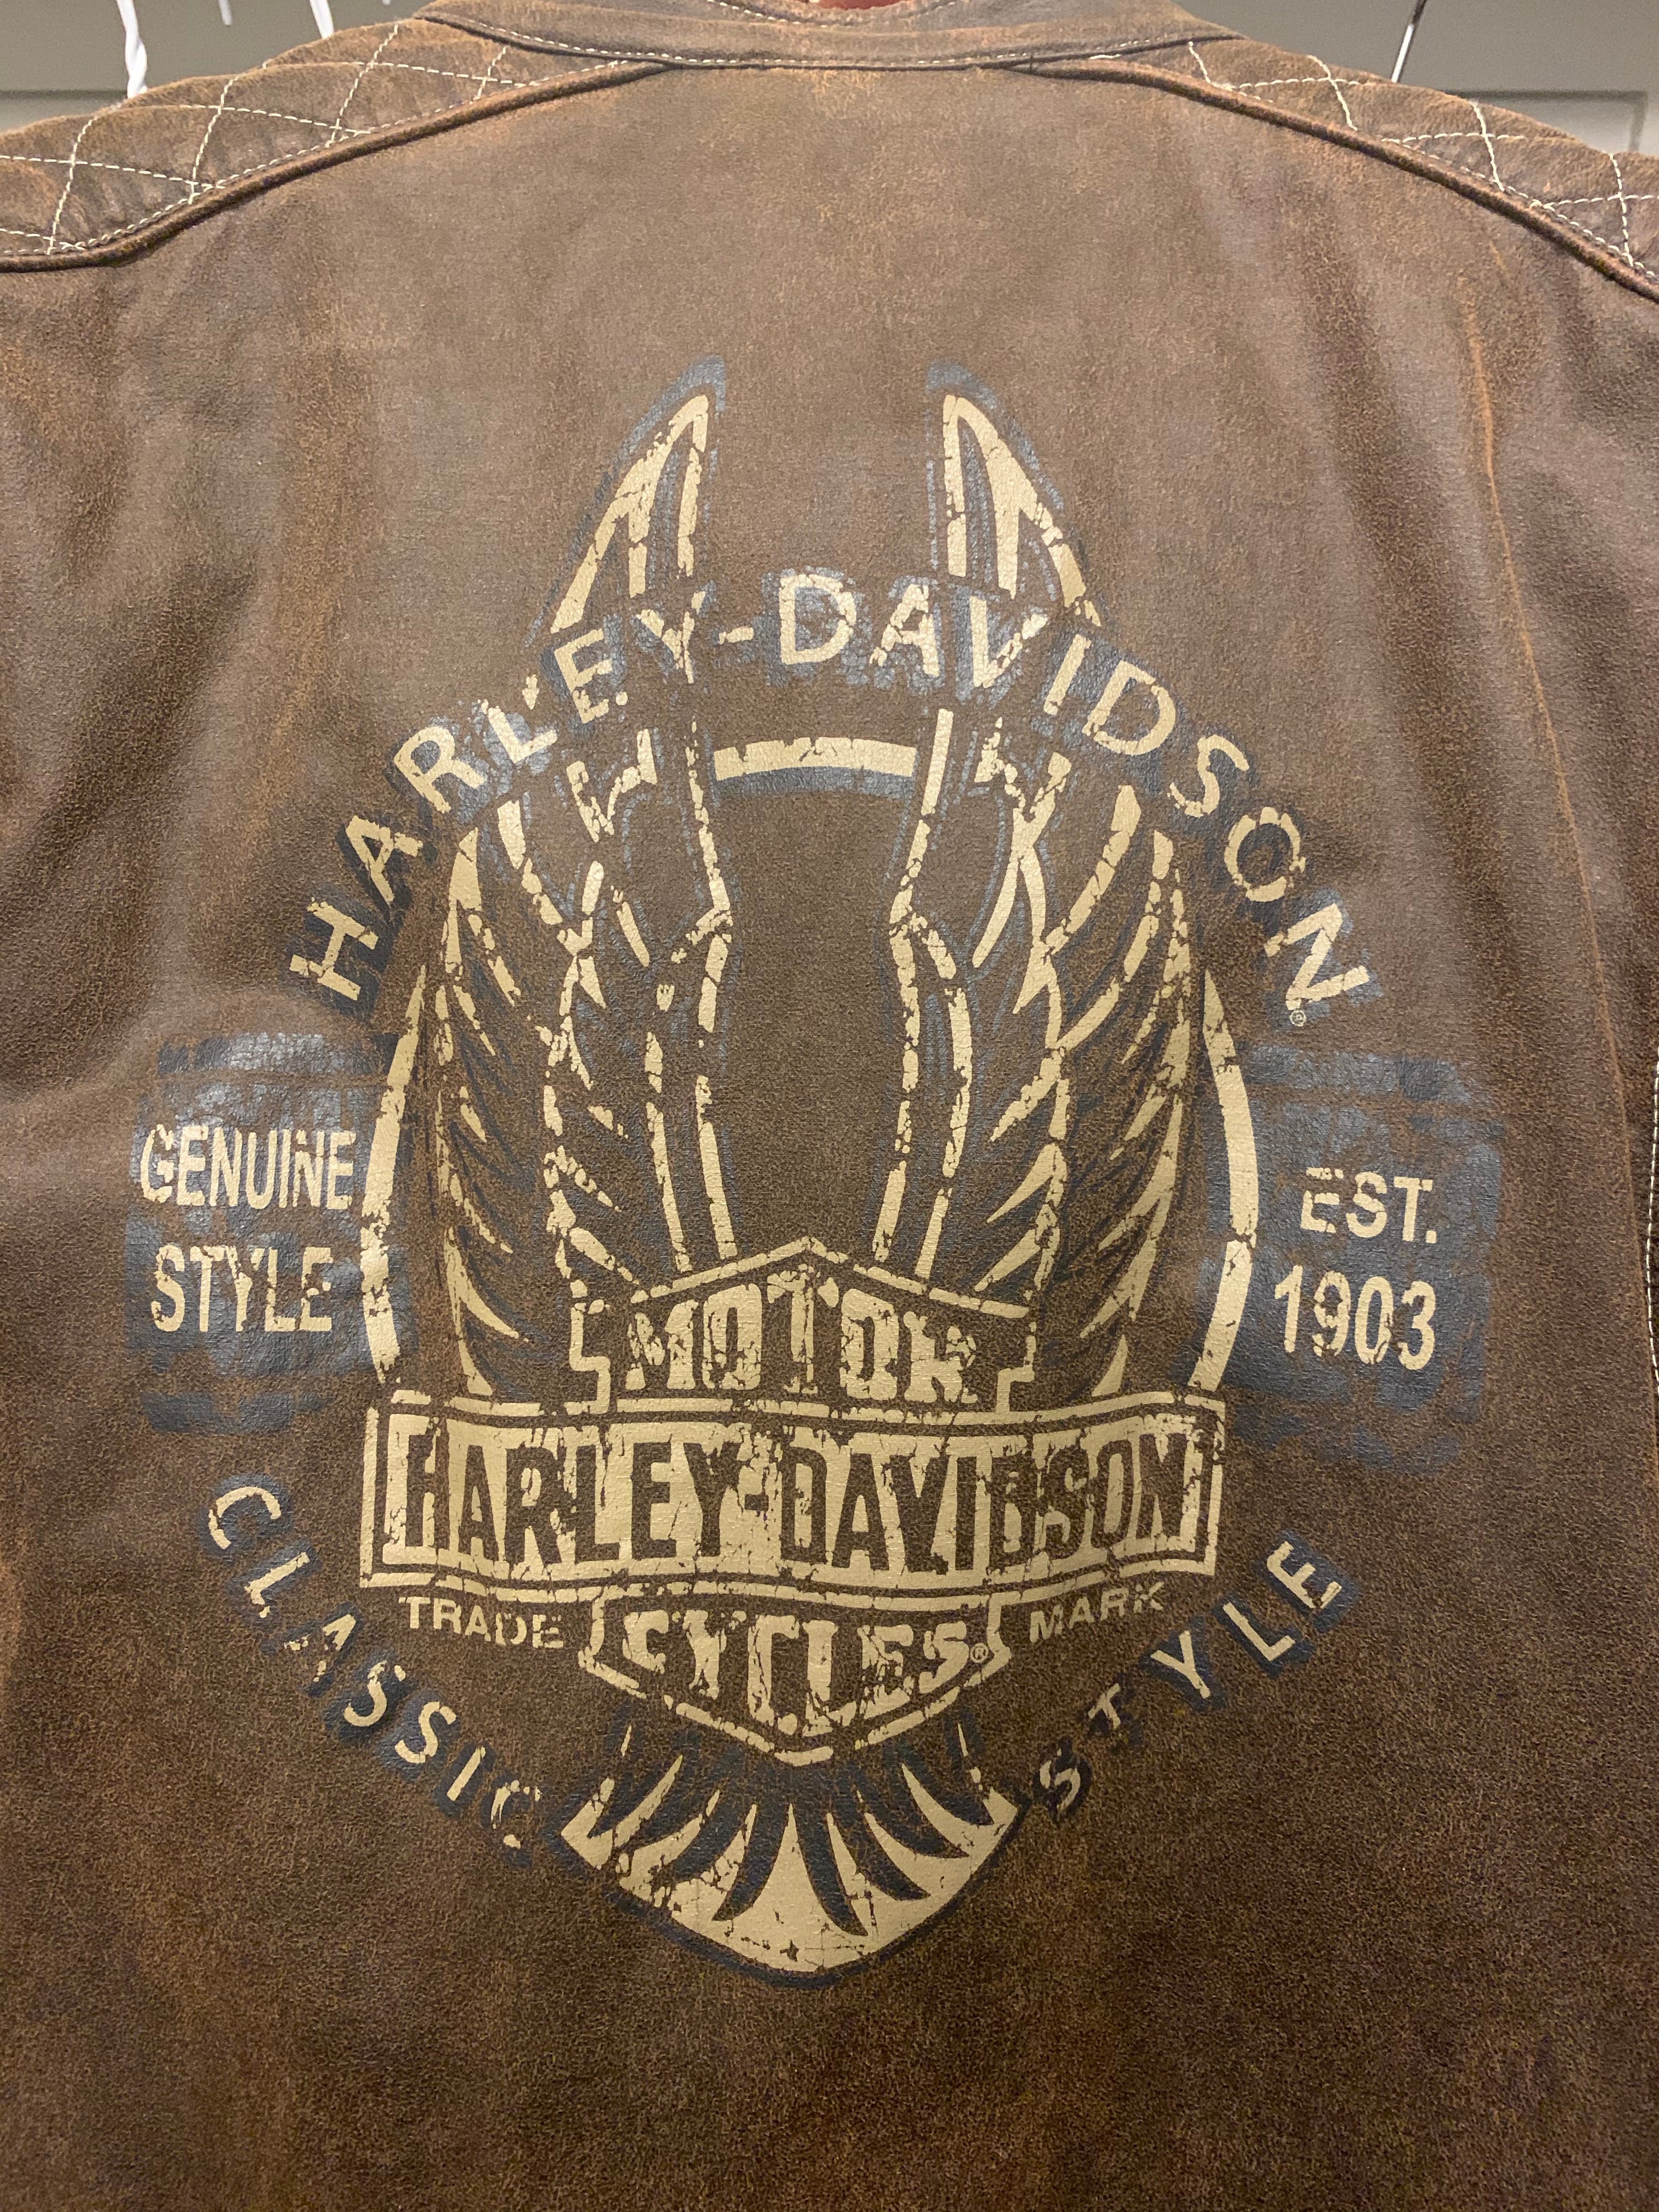 HARLEY-DAVIDSON®
GENUINE
STYLE
EST.
1903
MOTOR
HARLEY-DAVIDSON
TRADE MARK
CYCLES®
CLASSIC STYLE